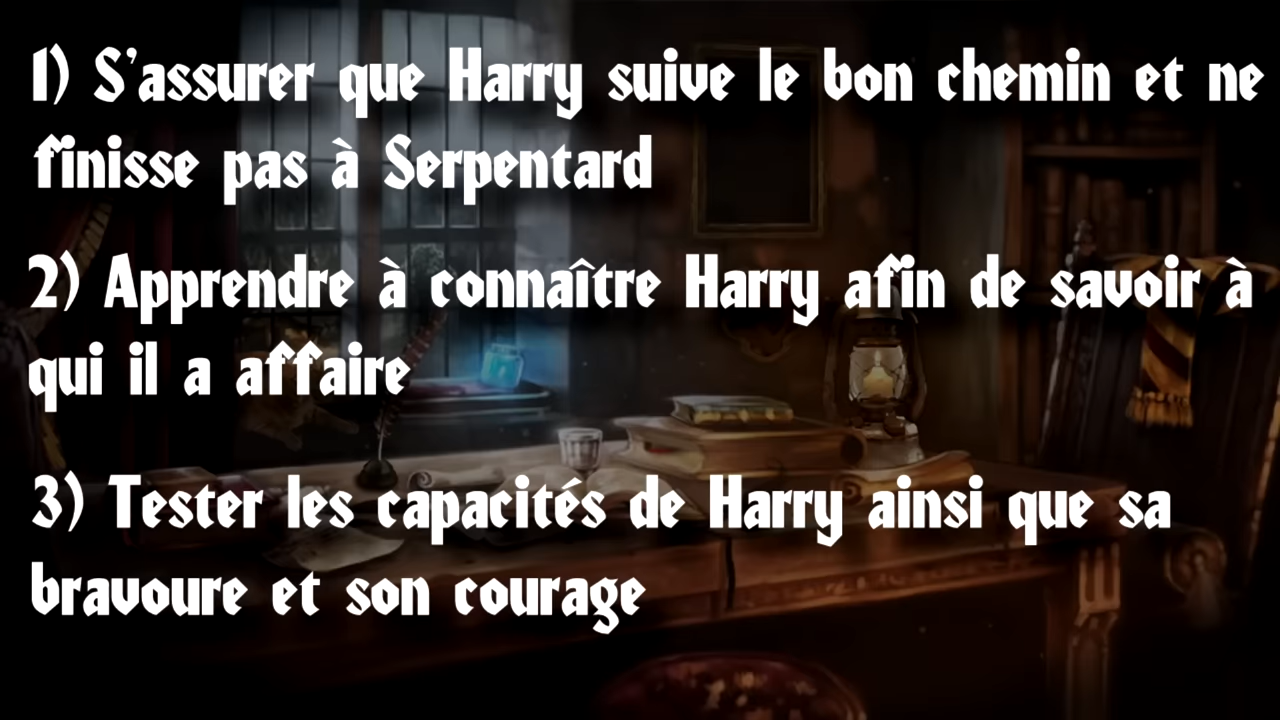 1) S'assurer que Harry suive le bon chemin et ne
finisse pas à Serpentard
2) Apprendre à connaître Harry afin de savoir à
qui il a affaire
3) Tester les capacités de Harry ainsi que sa
bravoure et son courage